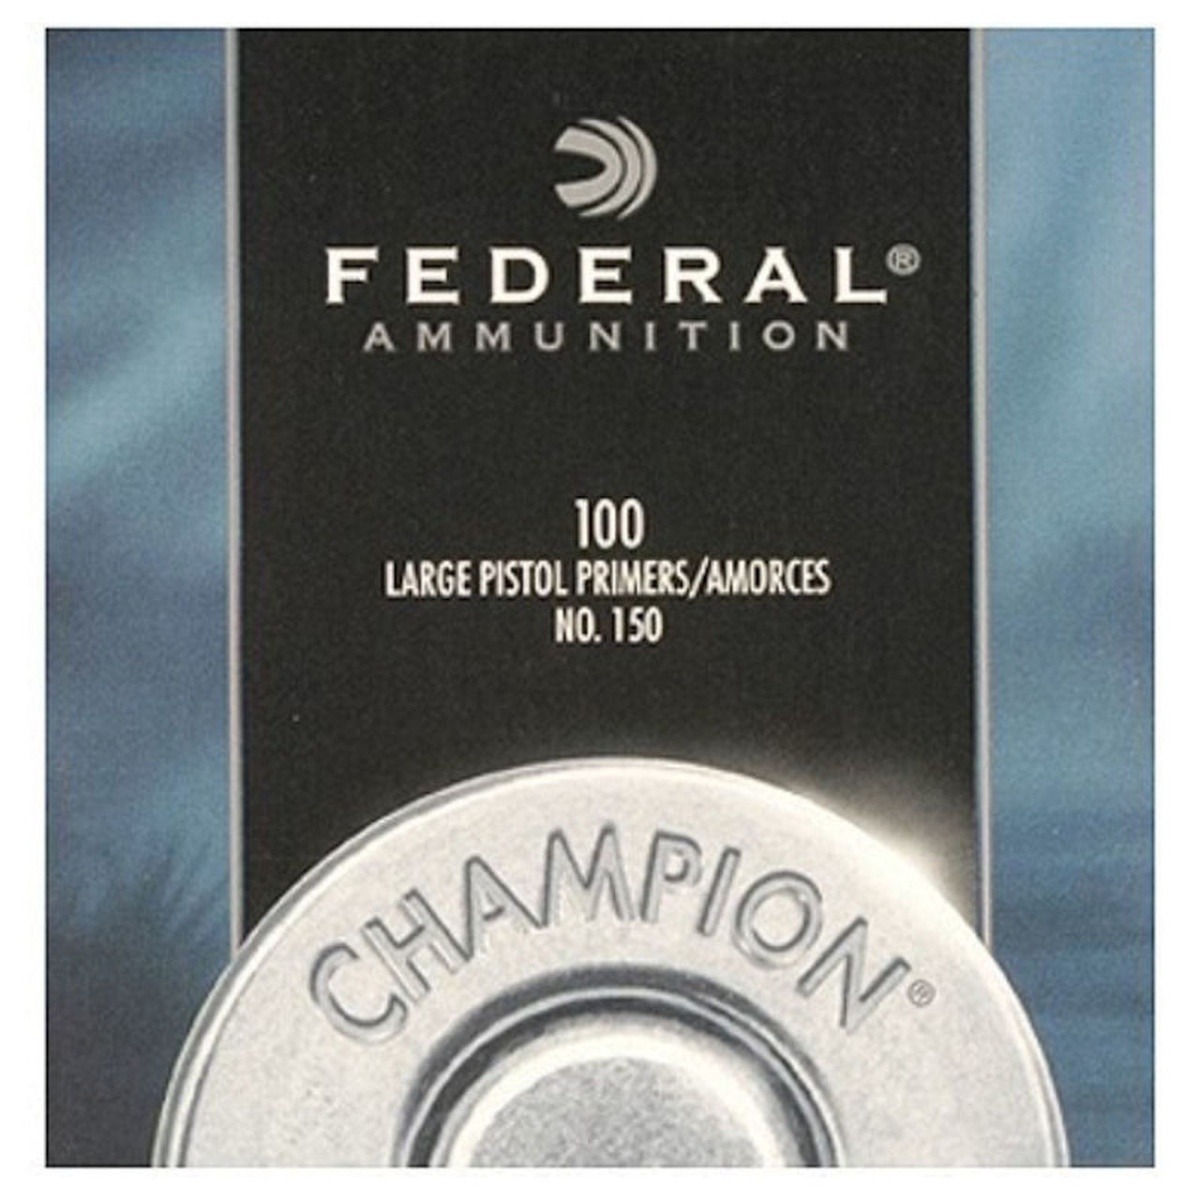 FEDERAL®
AMMUNITION
100
LARGE PISTOL PRIMERS/AMORCES
NO. 150
CHAMPION®